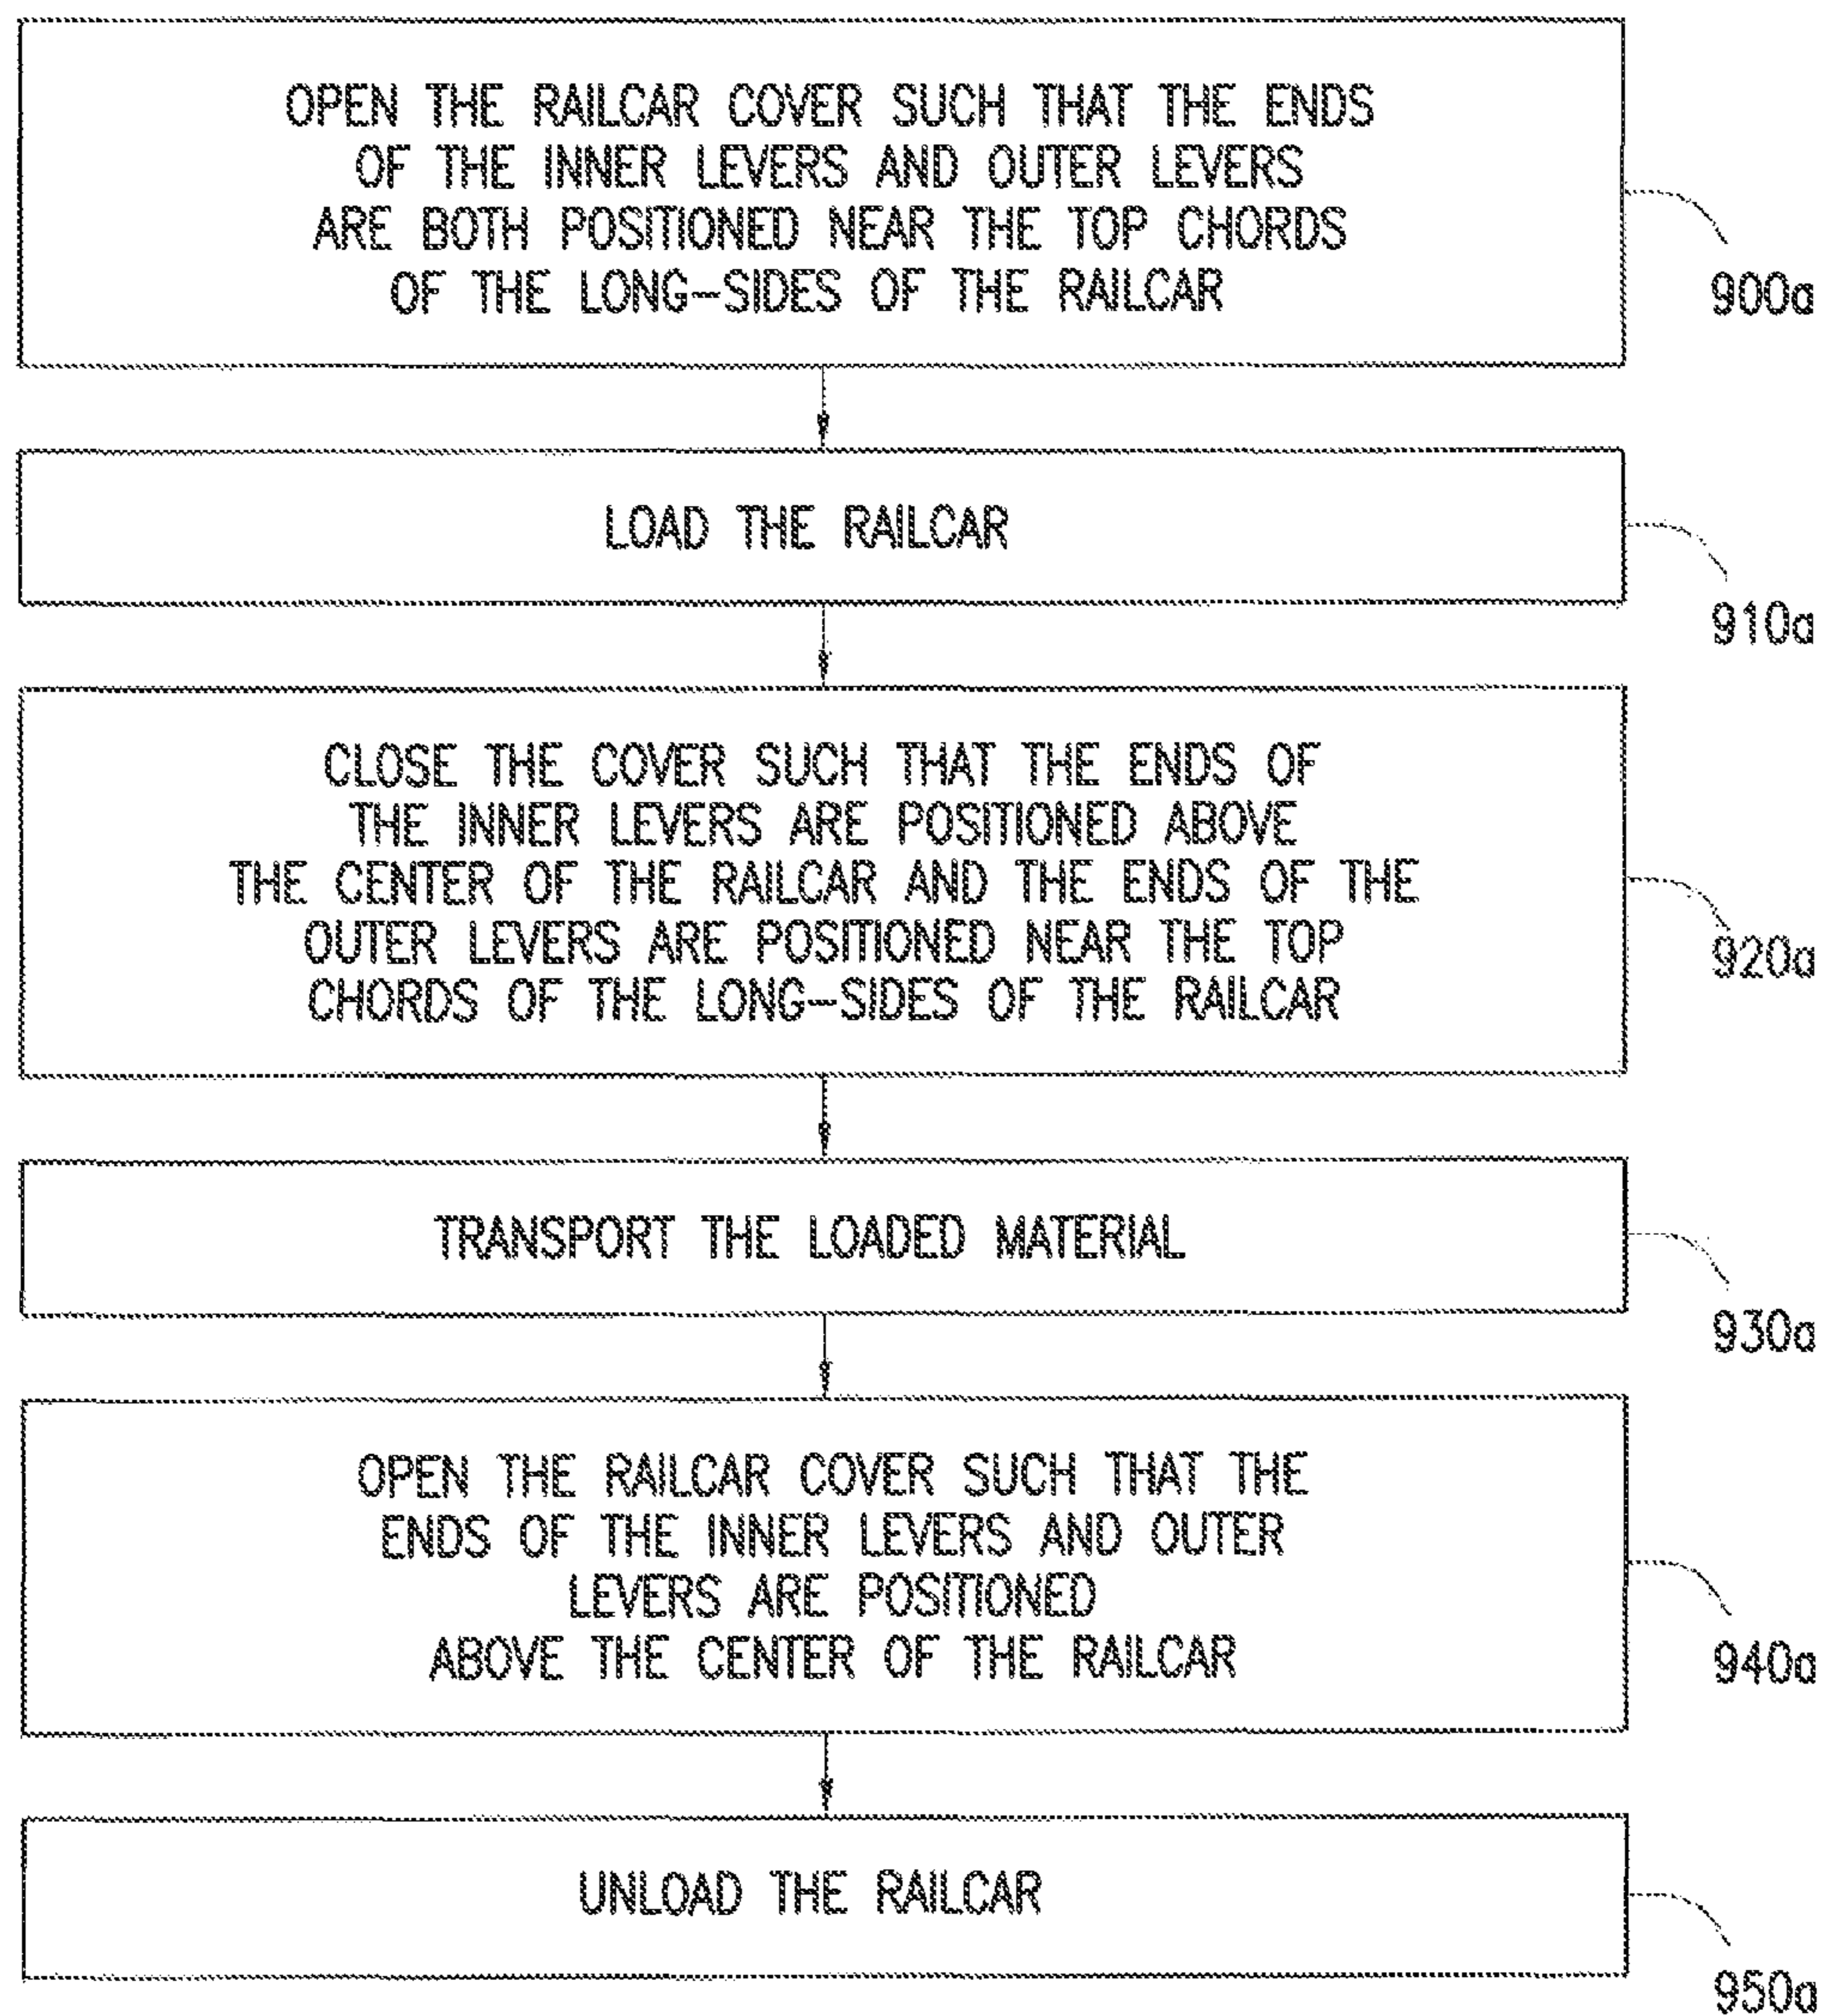 OPEN THE RAILCAR COVER SUCH THAT THE ENDS
OF THE INNER LEVERS AND OUTER LEVERS
ARE BOTH POSITIONED NEAR THE TOP CHORDS
OF THE LONG-SIDES OF THE RAILCAR
900a
LOAD THE RAILCAR
910a
CLOSE THE COVER SUCH THAT THE ENDS OF
THE INNER LEVERS ARE POSITIONED ABOVE
THE CENTER OF THE RAILCAR AND THE ENDS OF THE
OUTER LEVERS ARE POSITIONED NEAR THE TOP
CHORDS OF THE LONG-SIDES OF THE RAILCAR
920a
TRANSPORT THE LOADED MATERIAL
930a
OPEN THE RAILCAR COVER SUCH THAT THE
ENDS OF THE INNER LEVERS AND OUTER
LEVERS ARE POSITIONED
ABOVE THE CENTER OF THE RAILCAR
940a
UNLOAD THE RAILCAR
950a